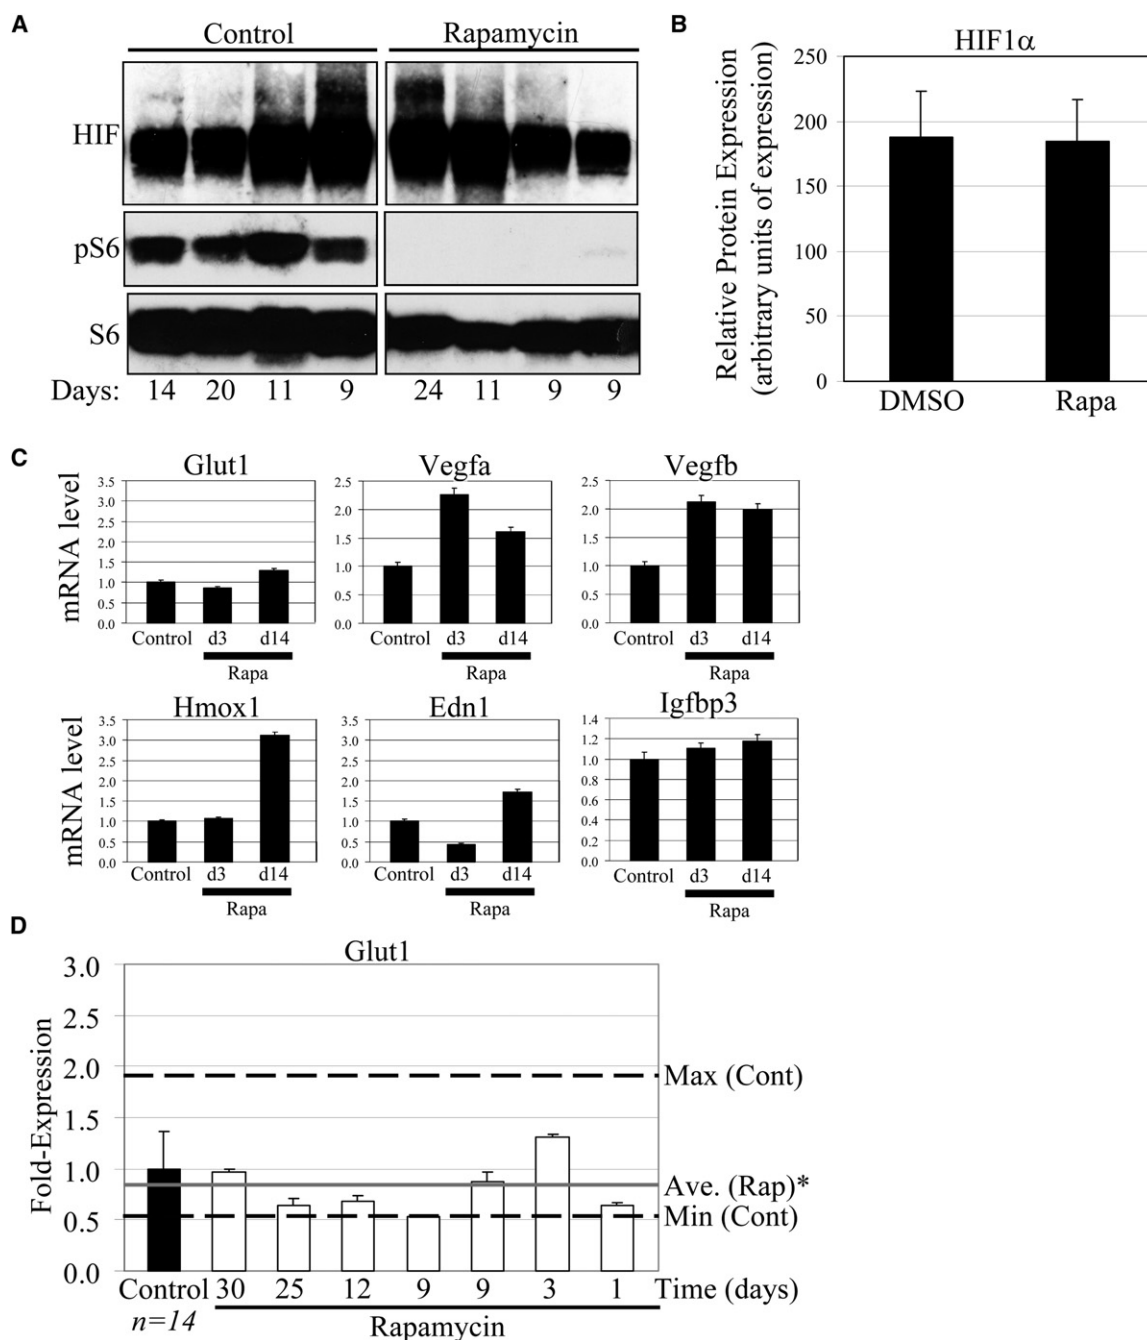 A
Control
Rapamycin
HIF
pS6
S6
Days: 14 20 11 9 24 11 9 9
B
HIF1α
Relative Protein Expression
(arbitrary units of expression)
250
200
150
100
50
0
DMSO Rapa
C
Glut1
mRNA level
3.5
3.0
2.5
2.0
1.5
1.0
0.5
0.0
Control d3 d14
Rapa
Vegfa
2.5
2.0
1.5
1.0
0.5
0.0
Control d3 d14
Rapa
Vegfb
2.5
2.0
1.5
1.0
0.5
0.0
Control d3 d14
Rapa
Hmox1
mRNA level
3.5
3.0
2.5
2.0
1.5
1.0
0.5
0.0
Control d3 d14
Rapa
Edn1
3.5
3.0
2.5
2.0
1.5
1.0
0.5
0.0
Control d3 d14
Rapa
Igfbp3
1.4
1.2
1.0
0.8
0.6
0.4
0.2
0.0
Control d3 d14
Rapa
D
Glut1
Fold-Expression
3.0
2.5
2.0
1.5
1.0
0.5
0.0
Max (Cont)
Ave. (Rap)*
Min (Cont)
Control 30 25 12 9 9 3 1 Time (days)
n=14
Rapamycin